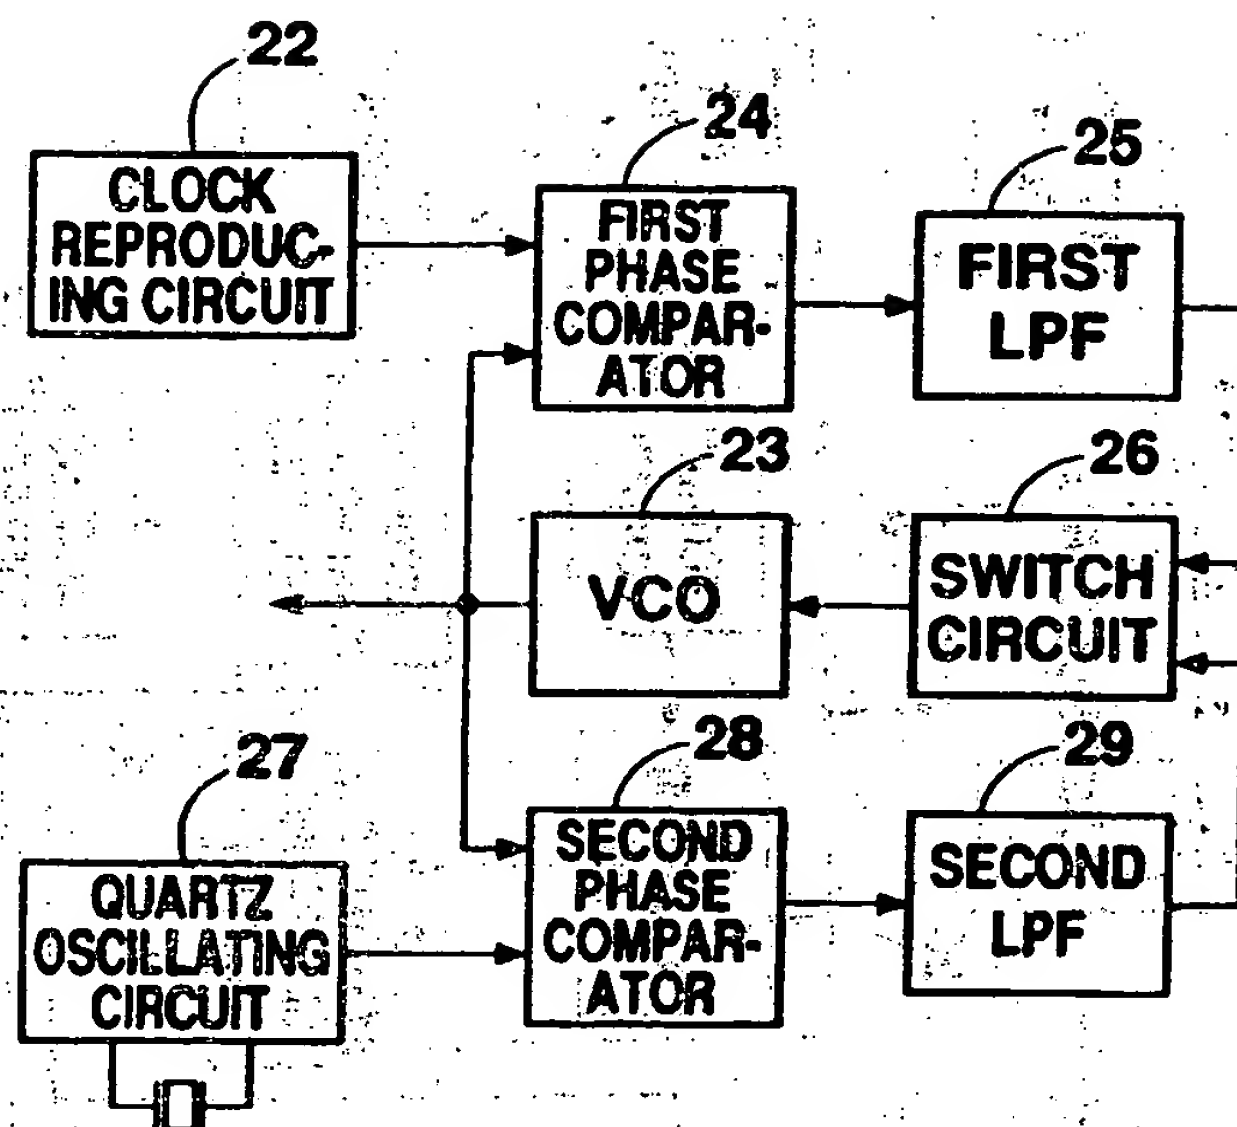 22
CLOCK
REPRODUC-
ING CIRCUIT
24
FIRST
PHASE
COMPAR-
ATOR
25
FIRST
LPF
23
VCO
26
SWITCH
CIRCUIT
27
QUARTZ
OSCILLATING
CIRCUIT
28
SECOND
PHASE
COMPAR-
ATOR
29
SECOND
LPF